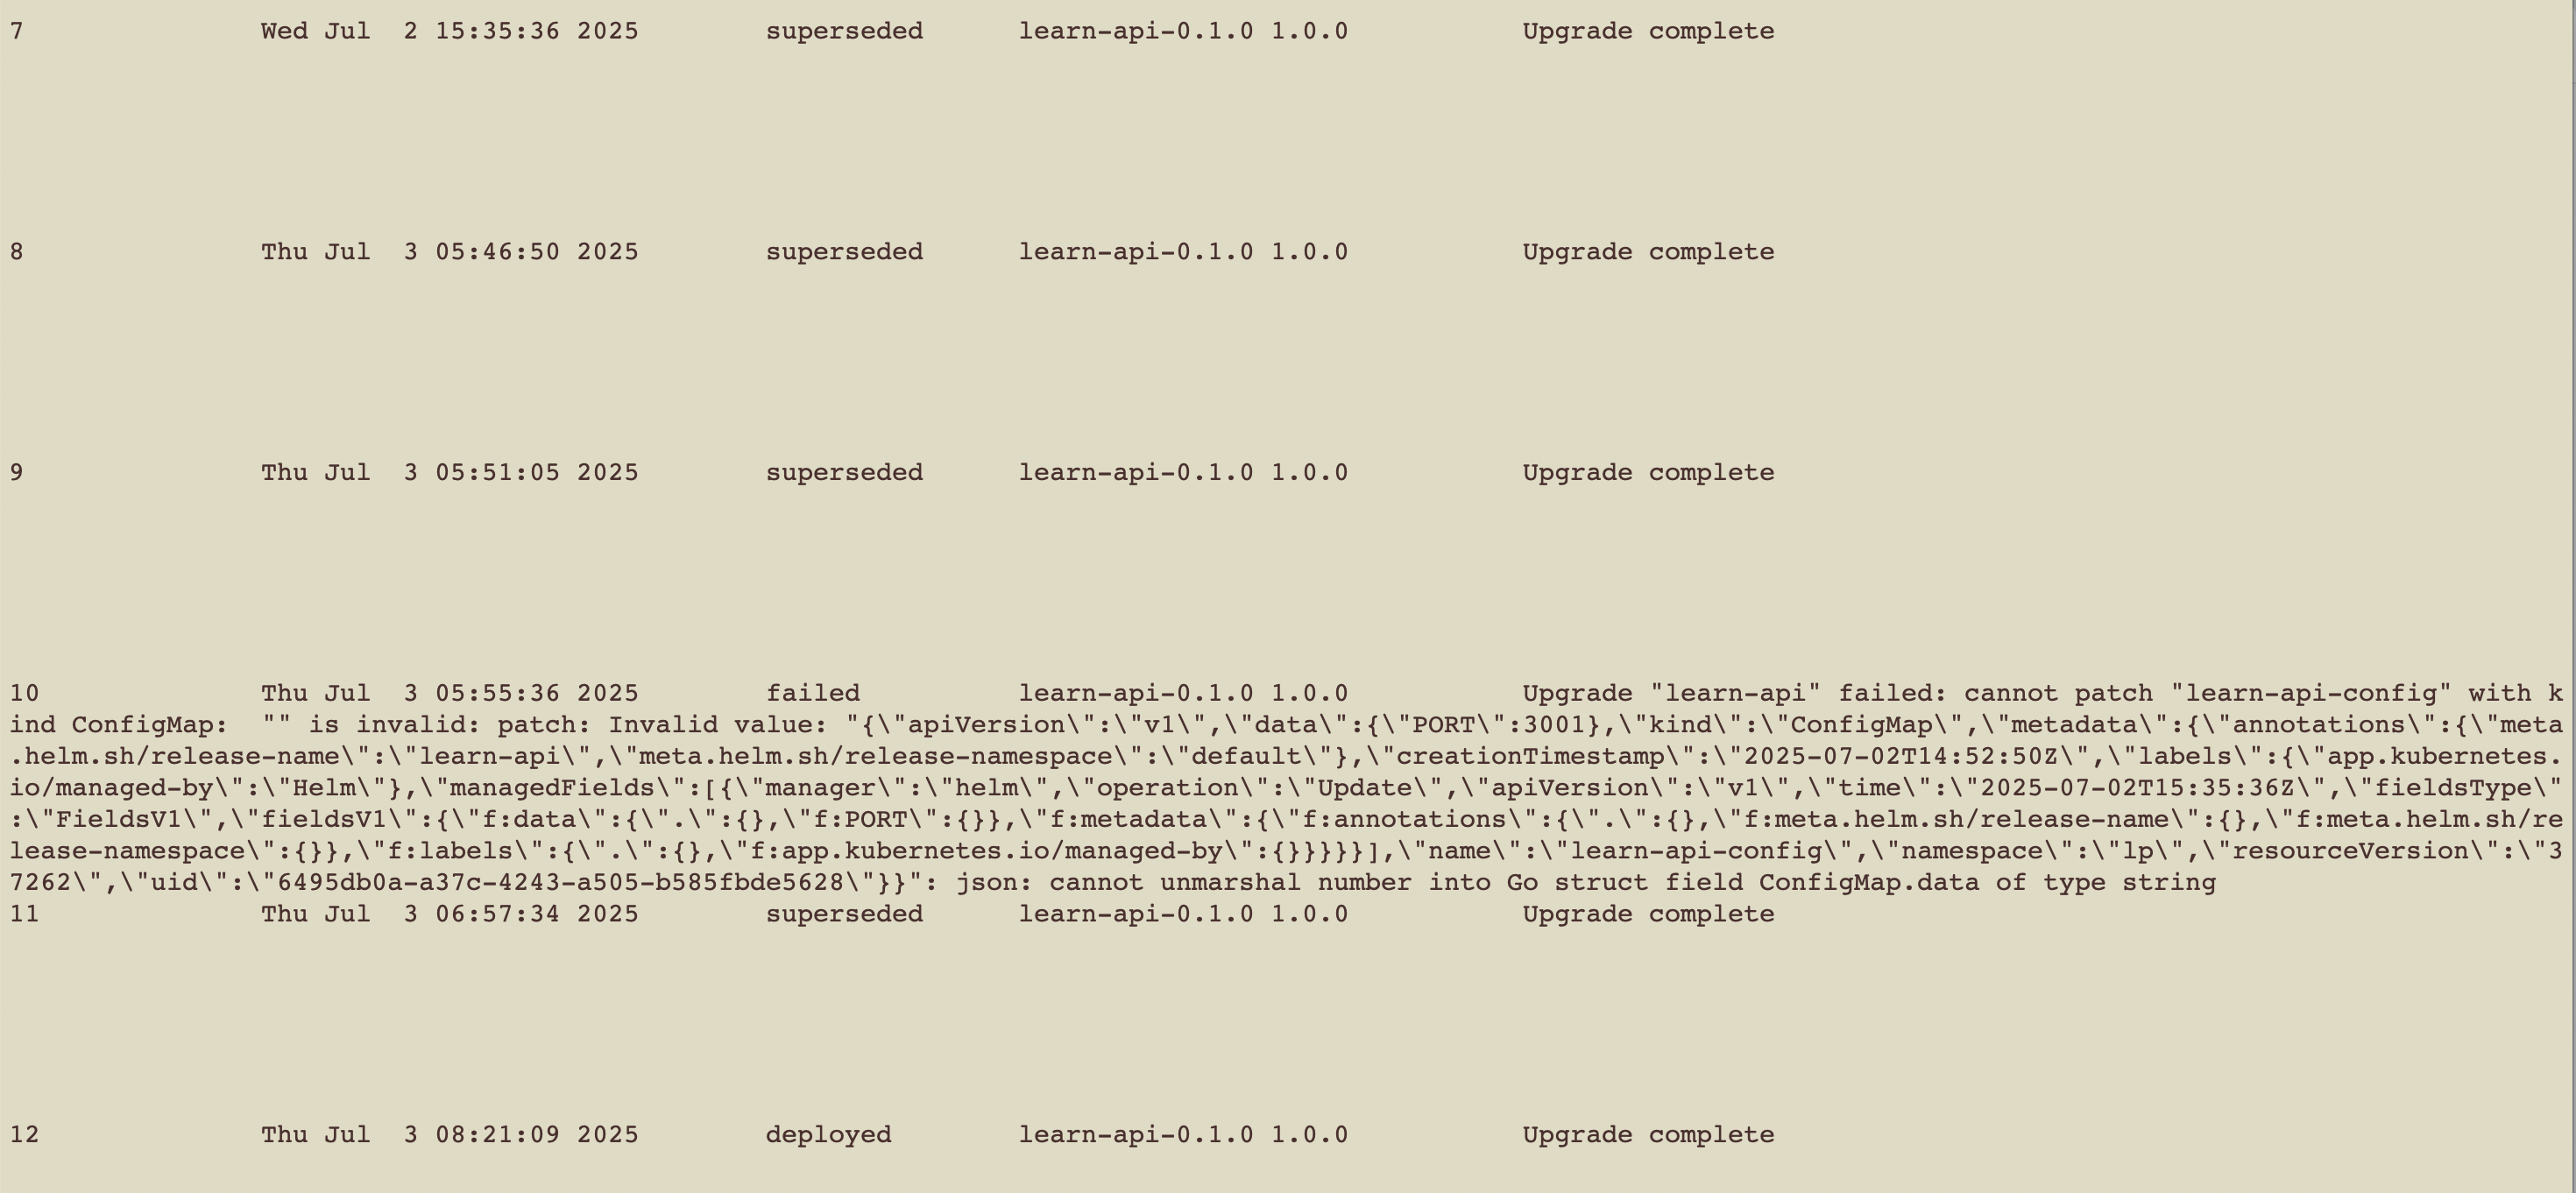 7               Wed Jul  2 15:35:36 2025        superseded      learn-api-0.1.0 1.0.0           Upgrade complete
8               Thu Jul  3 05:46:50 2025        superseded      learn-api-0.1.0 1.0.0           Upgrade complete
9               Thu Jul  3 05:51:05 2025        superseded      learn-api-0.1.0 1.0.0           Upgrade complete
10              Thu Jul  3 05:55:36 2025        failed          learn-api-0.1.0 1.0.0           Upgrade "learn-api" failed: cannot patch "learn-api-config" with k
ind ConfigMap:  "" is invalid: patch: Invalid value: "{\"apiVersion\":\"v1\",\"data\":{\"PORT\":3001},\"kind\":\"ConfigMap\",\"metadata\":{\"annotations\":{\"meta
.helm.sh/release-name\":\"learn-api\",\"meta.helm.sh/release-namespace\":\"default\"},\"creationTimestamp\":\"2025-07-02T14:52:50Z\",\"labels\":{\"app.kubernetes.
io/managed-by\":\"Helm\"},\"managedFields\":[{\"manager\":\"helm\",\"operation\":\"Update\",\"apiVersion\":\"v1\",\"time\":\"2025-07-02T15:35:36Z\",\"fieldsType\"
:\"FieldsV1\",\"fieldsV1\":{\"f:data\":{\".\":{},\"f:PORT\":{}},\"f:metadata\":{\"f:annotations\":{\".\":{},\"f:meta.helm.sh/release-name\":{},\"f:meta.helm.sh/re
lease-namespace\":{}},\"f:labels\":{\".\":{},\"f:app.kubernetes.io/managed-by\":{}}}}}],\"name\":\"learn-api-config\",\"namespace\":\"lp\",\"resourceVersion\":\"3
7262\",\"uid\":\"6495db0a-a37c-4243-a505-b585fbde5628\"}}": json: cannot unmarshal number into Go struct field ConfigMap.data of type string
11              Thu Jul  3 06:57:34 2025        superseded      learn-api-0.1.0 1.0.0           Upgrade complete
12              Thu Jul  3 08:21:09 2025        deployed        learn-api-0.1.0 1.0.0           Upgrade complete